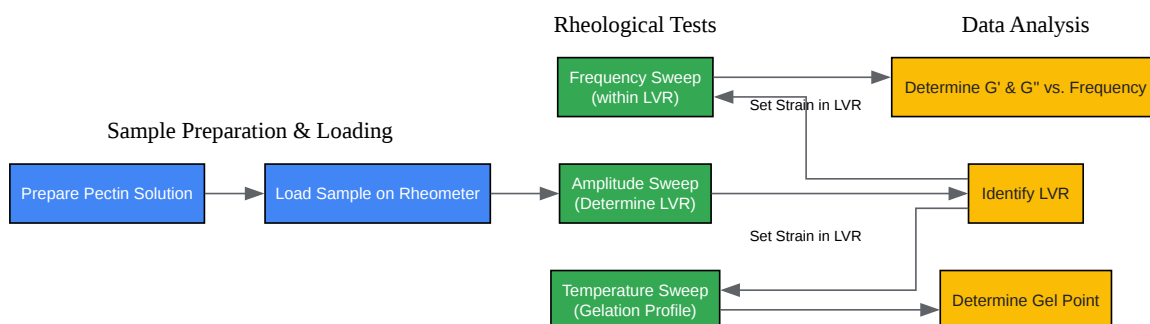 Rheological Tests
Data Analysis
Frequency Sweep
(within LVR)
Determine G' & G" vs. Frequency
Set Strain in LVR
Sample Preparation & Loading
Prepare Pectin Solution
Load Sample on Rheometer
Amplitude Sweep
(Determine LVR)
Identify LVR
Set Strain in LVR
Temperature Sweep
(Gelation Profile)
Determine Gel Point